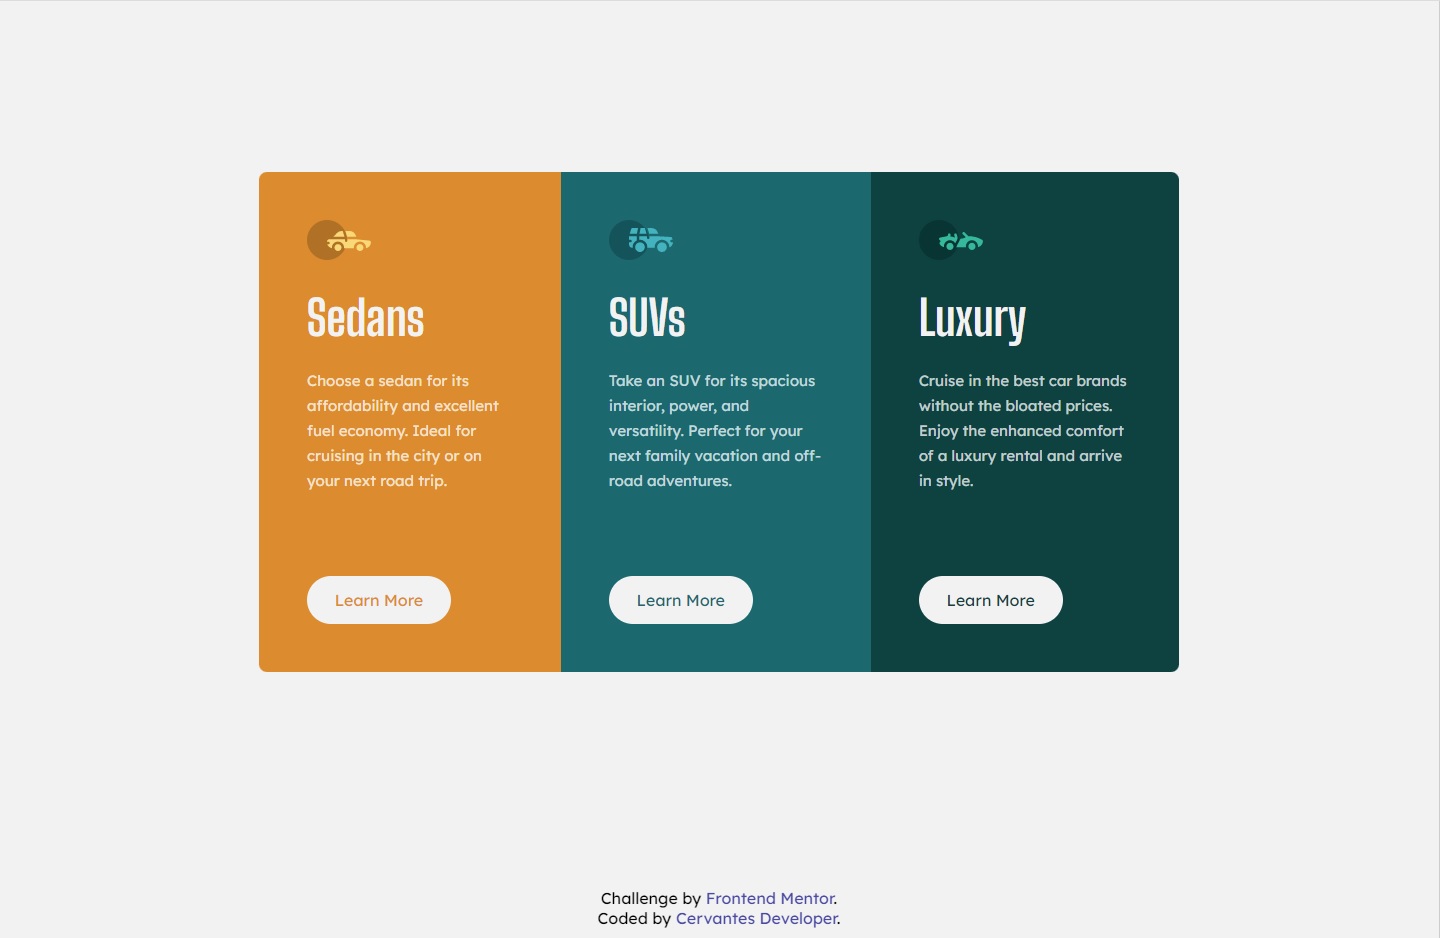 Sedans
Choose a sedan for its
affordability and excellent
fuel economy. Ideal for
cruising in the city or on
your next road trip.
Learn More
SUVs
Take an SUV for its spacious
interior, power, and
versatility. Perfect for your
next family vacation and off-
road adventures.
Learn More
Luxury
Cruise in the best car brands
without the bloated prices.
Enjoy the enhanced comfort
of a luxury rental and arrive
in style.
Learn More
Challenge by Frontend Mentor.
Coded by Cervantes Developer.